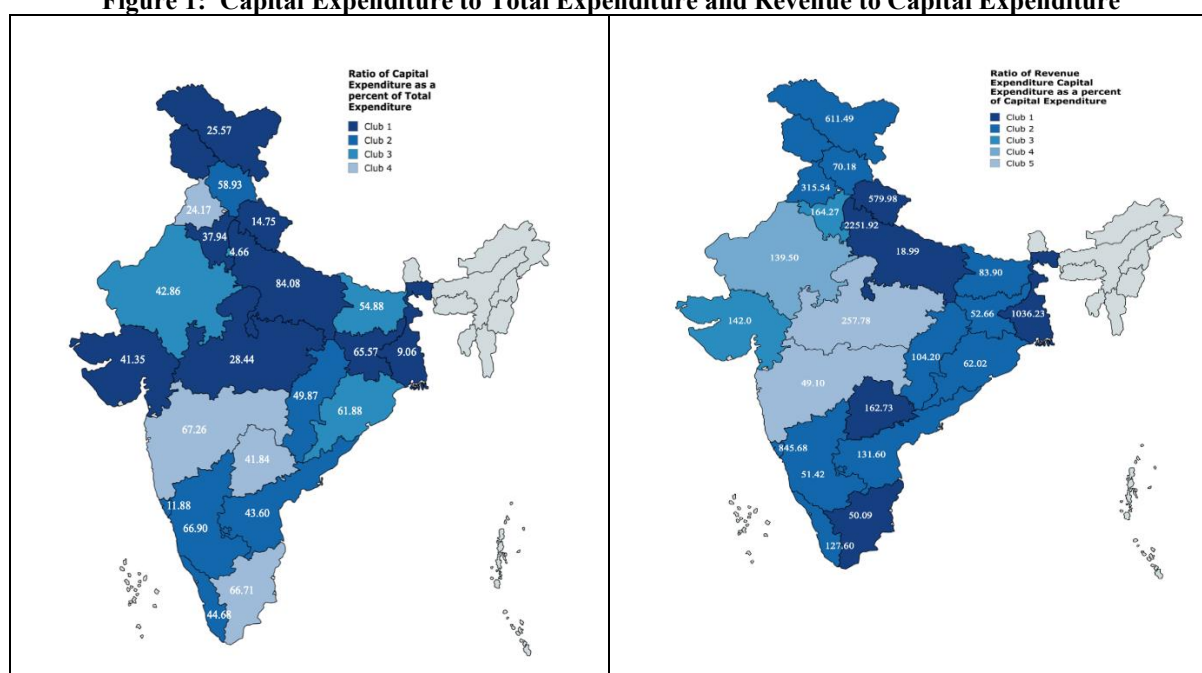 Figure 1: Capital Expenditure to Total Expenditure and Revenue to Capital Expenditure
Ratio of Capital
Expenditure as a
percent of Total
Expenditure
Club 1
Club 2
Club 3
Club 4
25.57
58.93
24.17
14.75
37.94
4.66
42.86
84.08
54.88
41.35
28.44
65.57
9.06
49.87
61.88
67.26
41.84
11.88
43.60
66.90
66.71
44.68
Ratio of Revenue
Expenditure Capital
Expenditure as a percent
of Capital Expenditure
Club 1
Club 2
Club 3
Club 4
Club 5
611.49
70.18
315.54
579.98
164.27
2251.92
18.99
139.50
83.90
142.0
257.78
52.66
1036.23
104.20
62.02
49.10
162.73
845.68
131.60
51.42
50.09
127.60